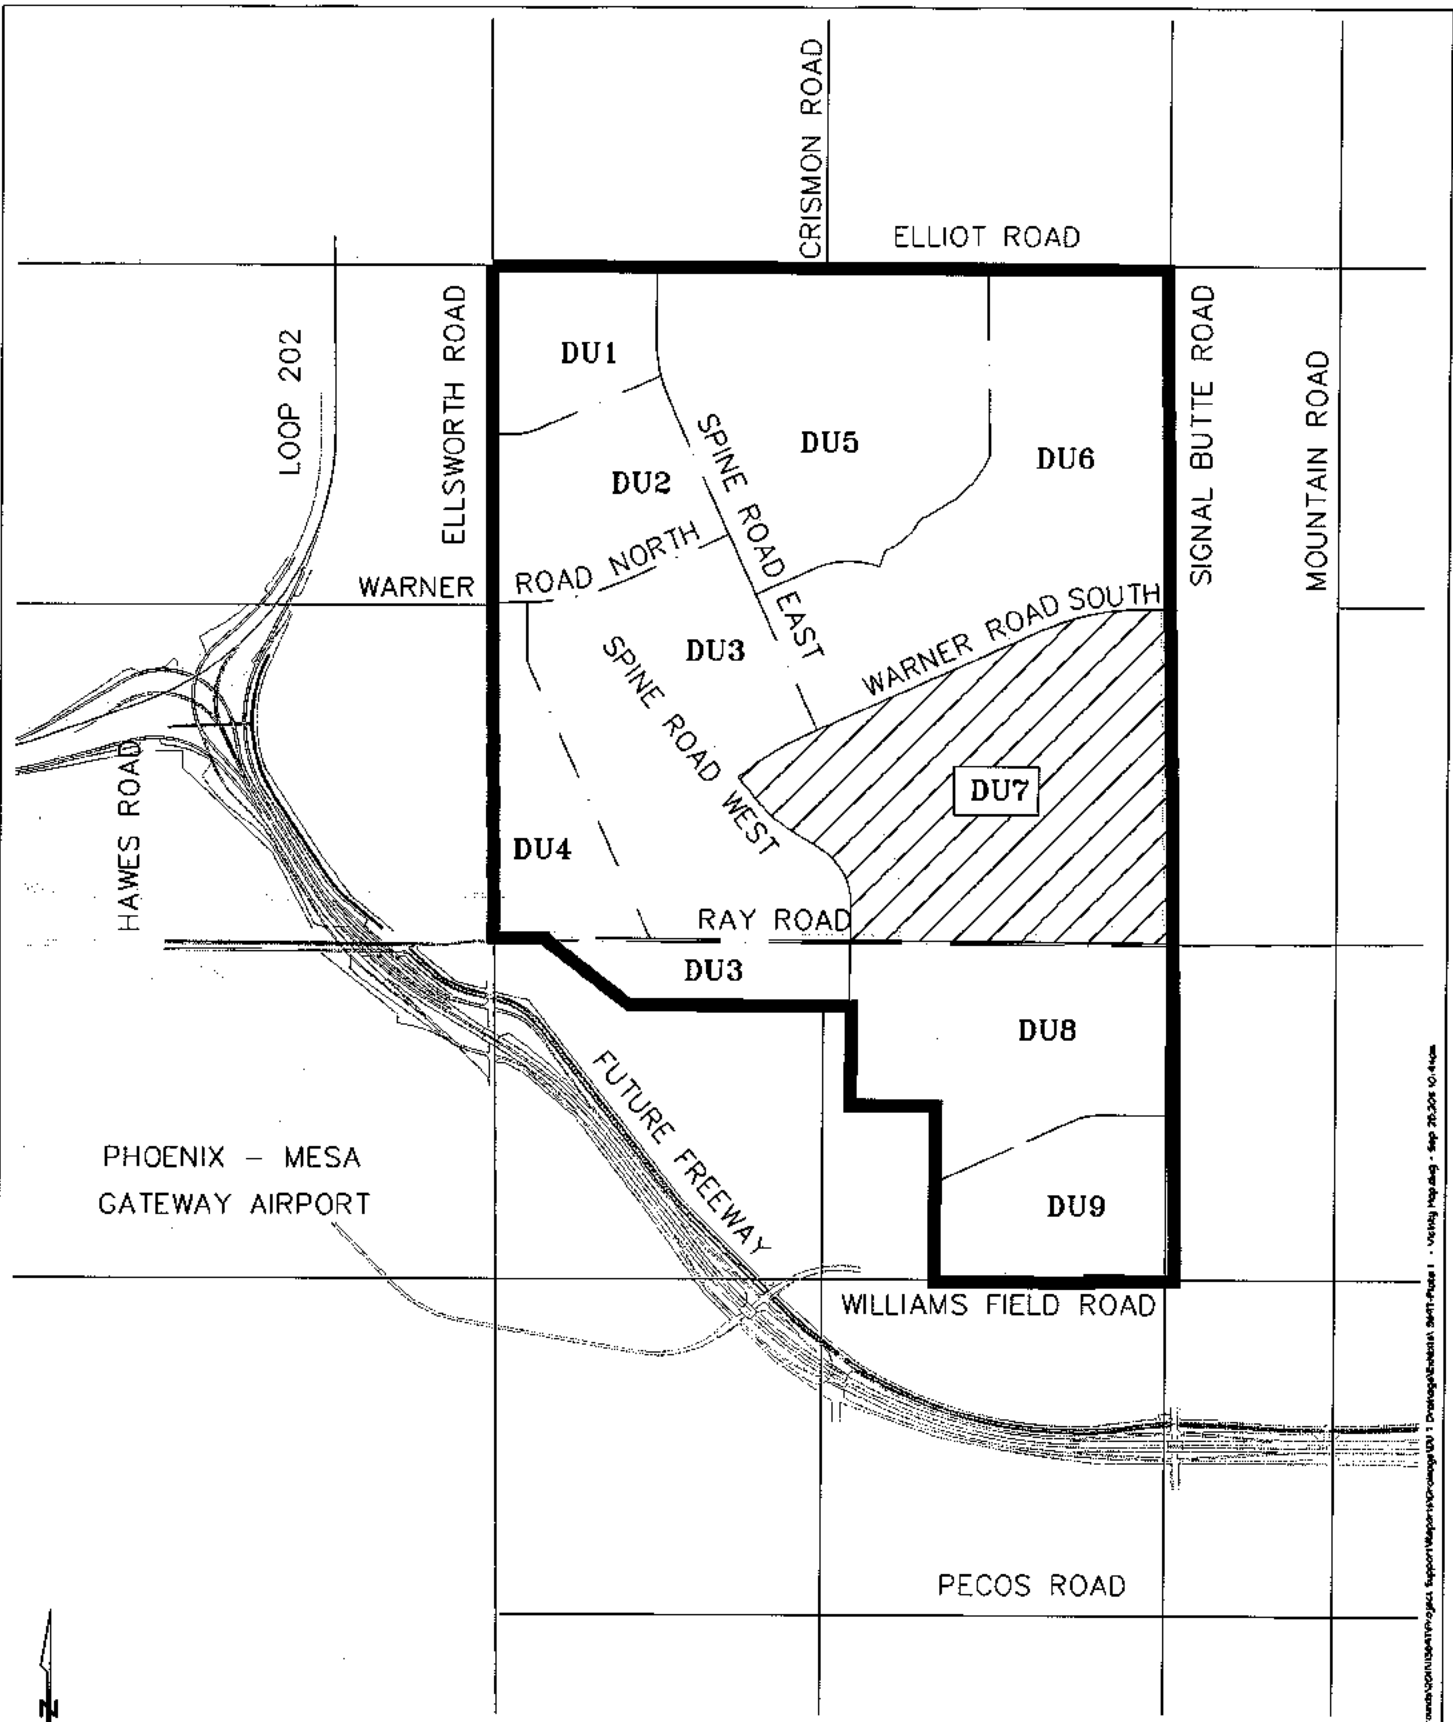 CRISMON ROAD
ELLIOT ROAD
LOOP 202
ELLSWORTH ROAD
SIGNAL BUTTE ROAD
MOUNTAIN ROAD
DU1
DU5
DU6
DU2
SPINE ROAD EAST
WARNER ROAD NORTH
WARNER ROAD SOUTH
DU3
SPINE ROAD WEST
DU7
HAWES ROAD
DU4
RAY ROAD
DU3
DU8
FUTURE FREEWAY
PHOENIX – MESA
GATEWAY AIRPORT
DU9
WILLIAMS FIELD ROAD
PECOS ROAD
N